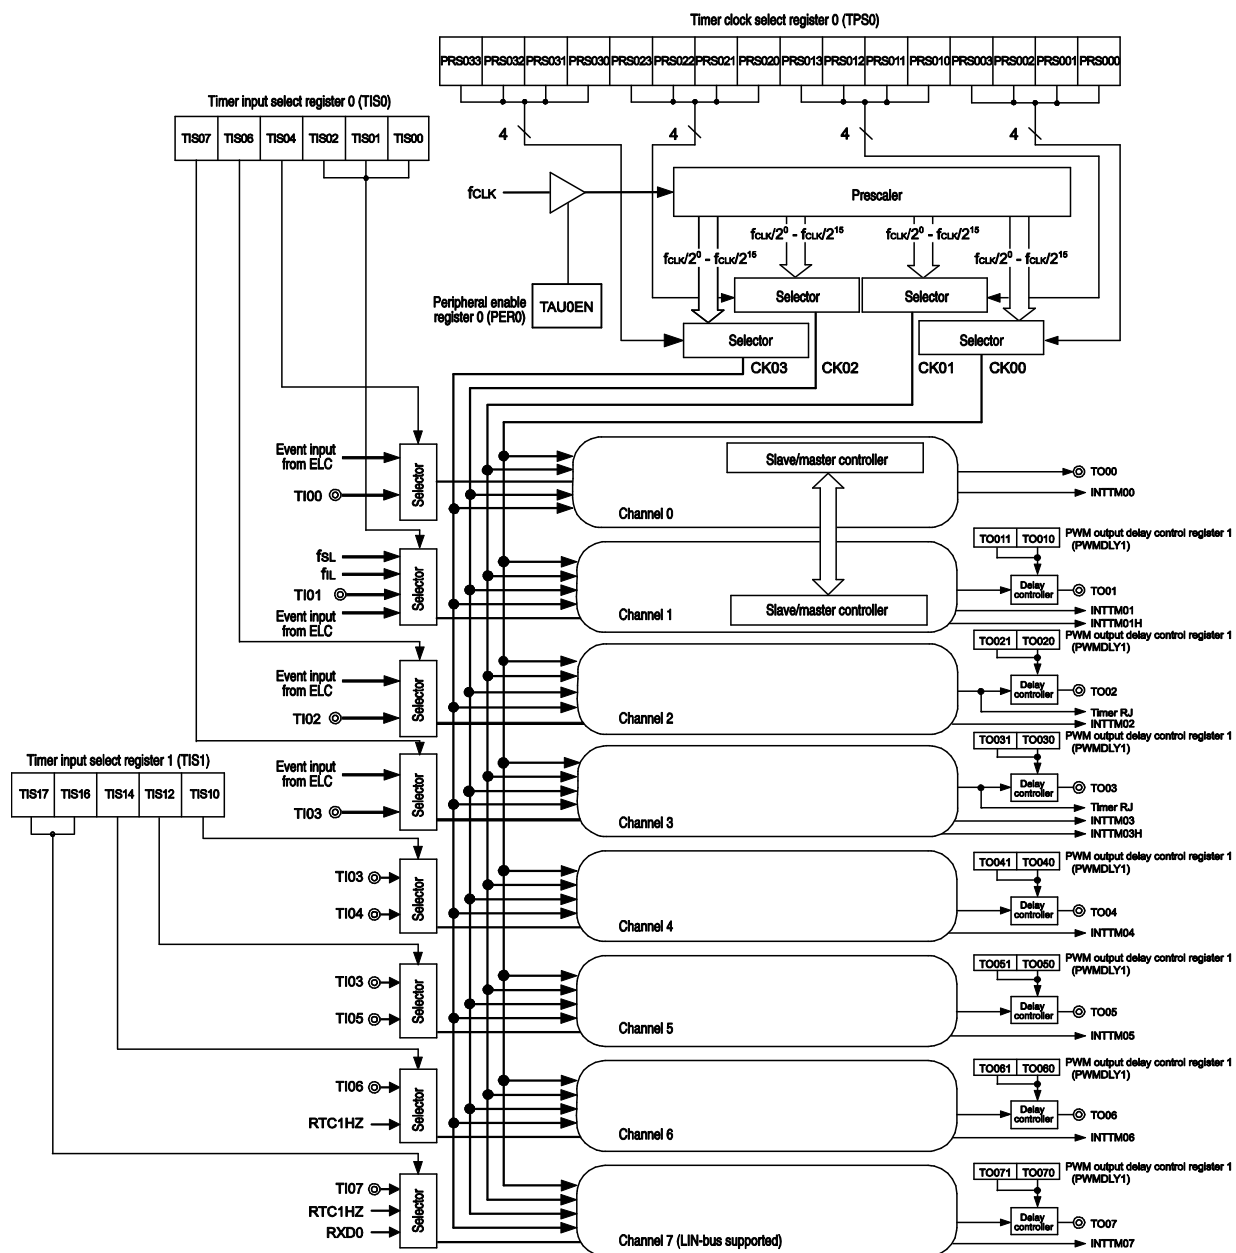 Timer clock select register 0 (TPS0)
PRS033 PRS032 PRS031 PRS030 PRS023 PRS022 PRS021 PRS020 PRS013 PRS012 PRS011 PRS010 PRS003 PRS002 PRS001 PRS000
Timer input select register 0 (TIS0)
TIS07 TIS06 TIS04 TIS02 TIS01 TIS00
4 4 4 4
fCLK
Prescaler
fCLK/2⁰ - fCLK/2¹⁵ fCLK/2⁰ - fCLK/2¹⁵
fCLK/2⁰ - fCLK/2¹⁵ fCLK/2⁰ - fCLK/2¹⁵
Peripheral enable
register 0 (PER0)
TAU0EN
Selector Selector
Selector Selector
CK03 CK02 CK01 CK00
Event input
from ELC
TI00
Selector
Slave/master controller
Channel 0
TO00
INTTM00
fSL
fIL
TI01
Event input
from ELC
Selector
Slave/master controller
Channel 1
TO011 TO010
PWM output delay control register 1
(PWMDLY1)
Delay
controller
TO01
INTTM01
INTTM01H
Event input
from ELC
TI02
Selector
Channel 2
TO021 TO020
PWM output delay control register 1
(PWMDLY1)
Delay
controller
TO02
Timer RJ
INTTM02
Event input
from ELC
TI03
Selector
Channel 3
TO031 TO030
PWM output delay control register 1
(PWMDLY1)
Delay
controller
TO03
Timer RJ
INTTM03
INTTM03H
Timer input select register 1 (TIS1)
TIS17 TIS16 TIS14 TIS12 TIS10
TI03
TI04
Selector
Channel 4
TO041 TO040
PWM output delay control register 1
(PWMDLY1)
Delay
controller
TO04
INTTM04
TI03
TI05
Selector
Channel 5
TO051 TO050
PWM output delay control register 1
(PWMDLY1)
Delay
controller
TO05
INTTM05
TI06
RTC1HZ
Selector
Channel 6
TO061 TO060
PWM output delay control register 1
(PWMDLY1)
Delay
controller
TO06
INTTM06
TI07
RTC1HZ
RXD0
Selector
Channel 7 (LIN-bus supported)
TO071 TO070
PWM output delay control register 1
(PWMDLY1)
Delay
controller
TO07
INTTM07